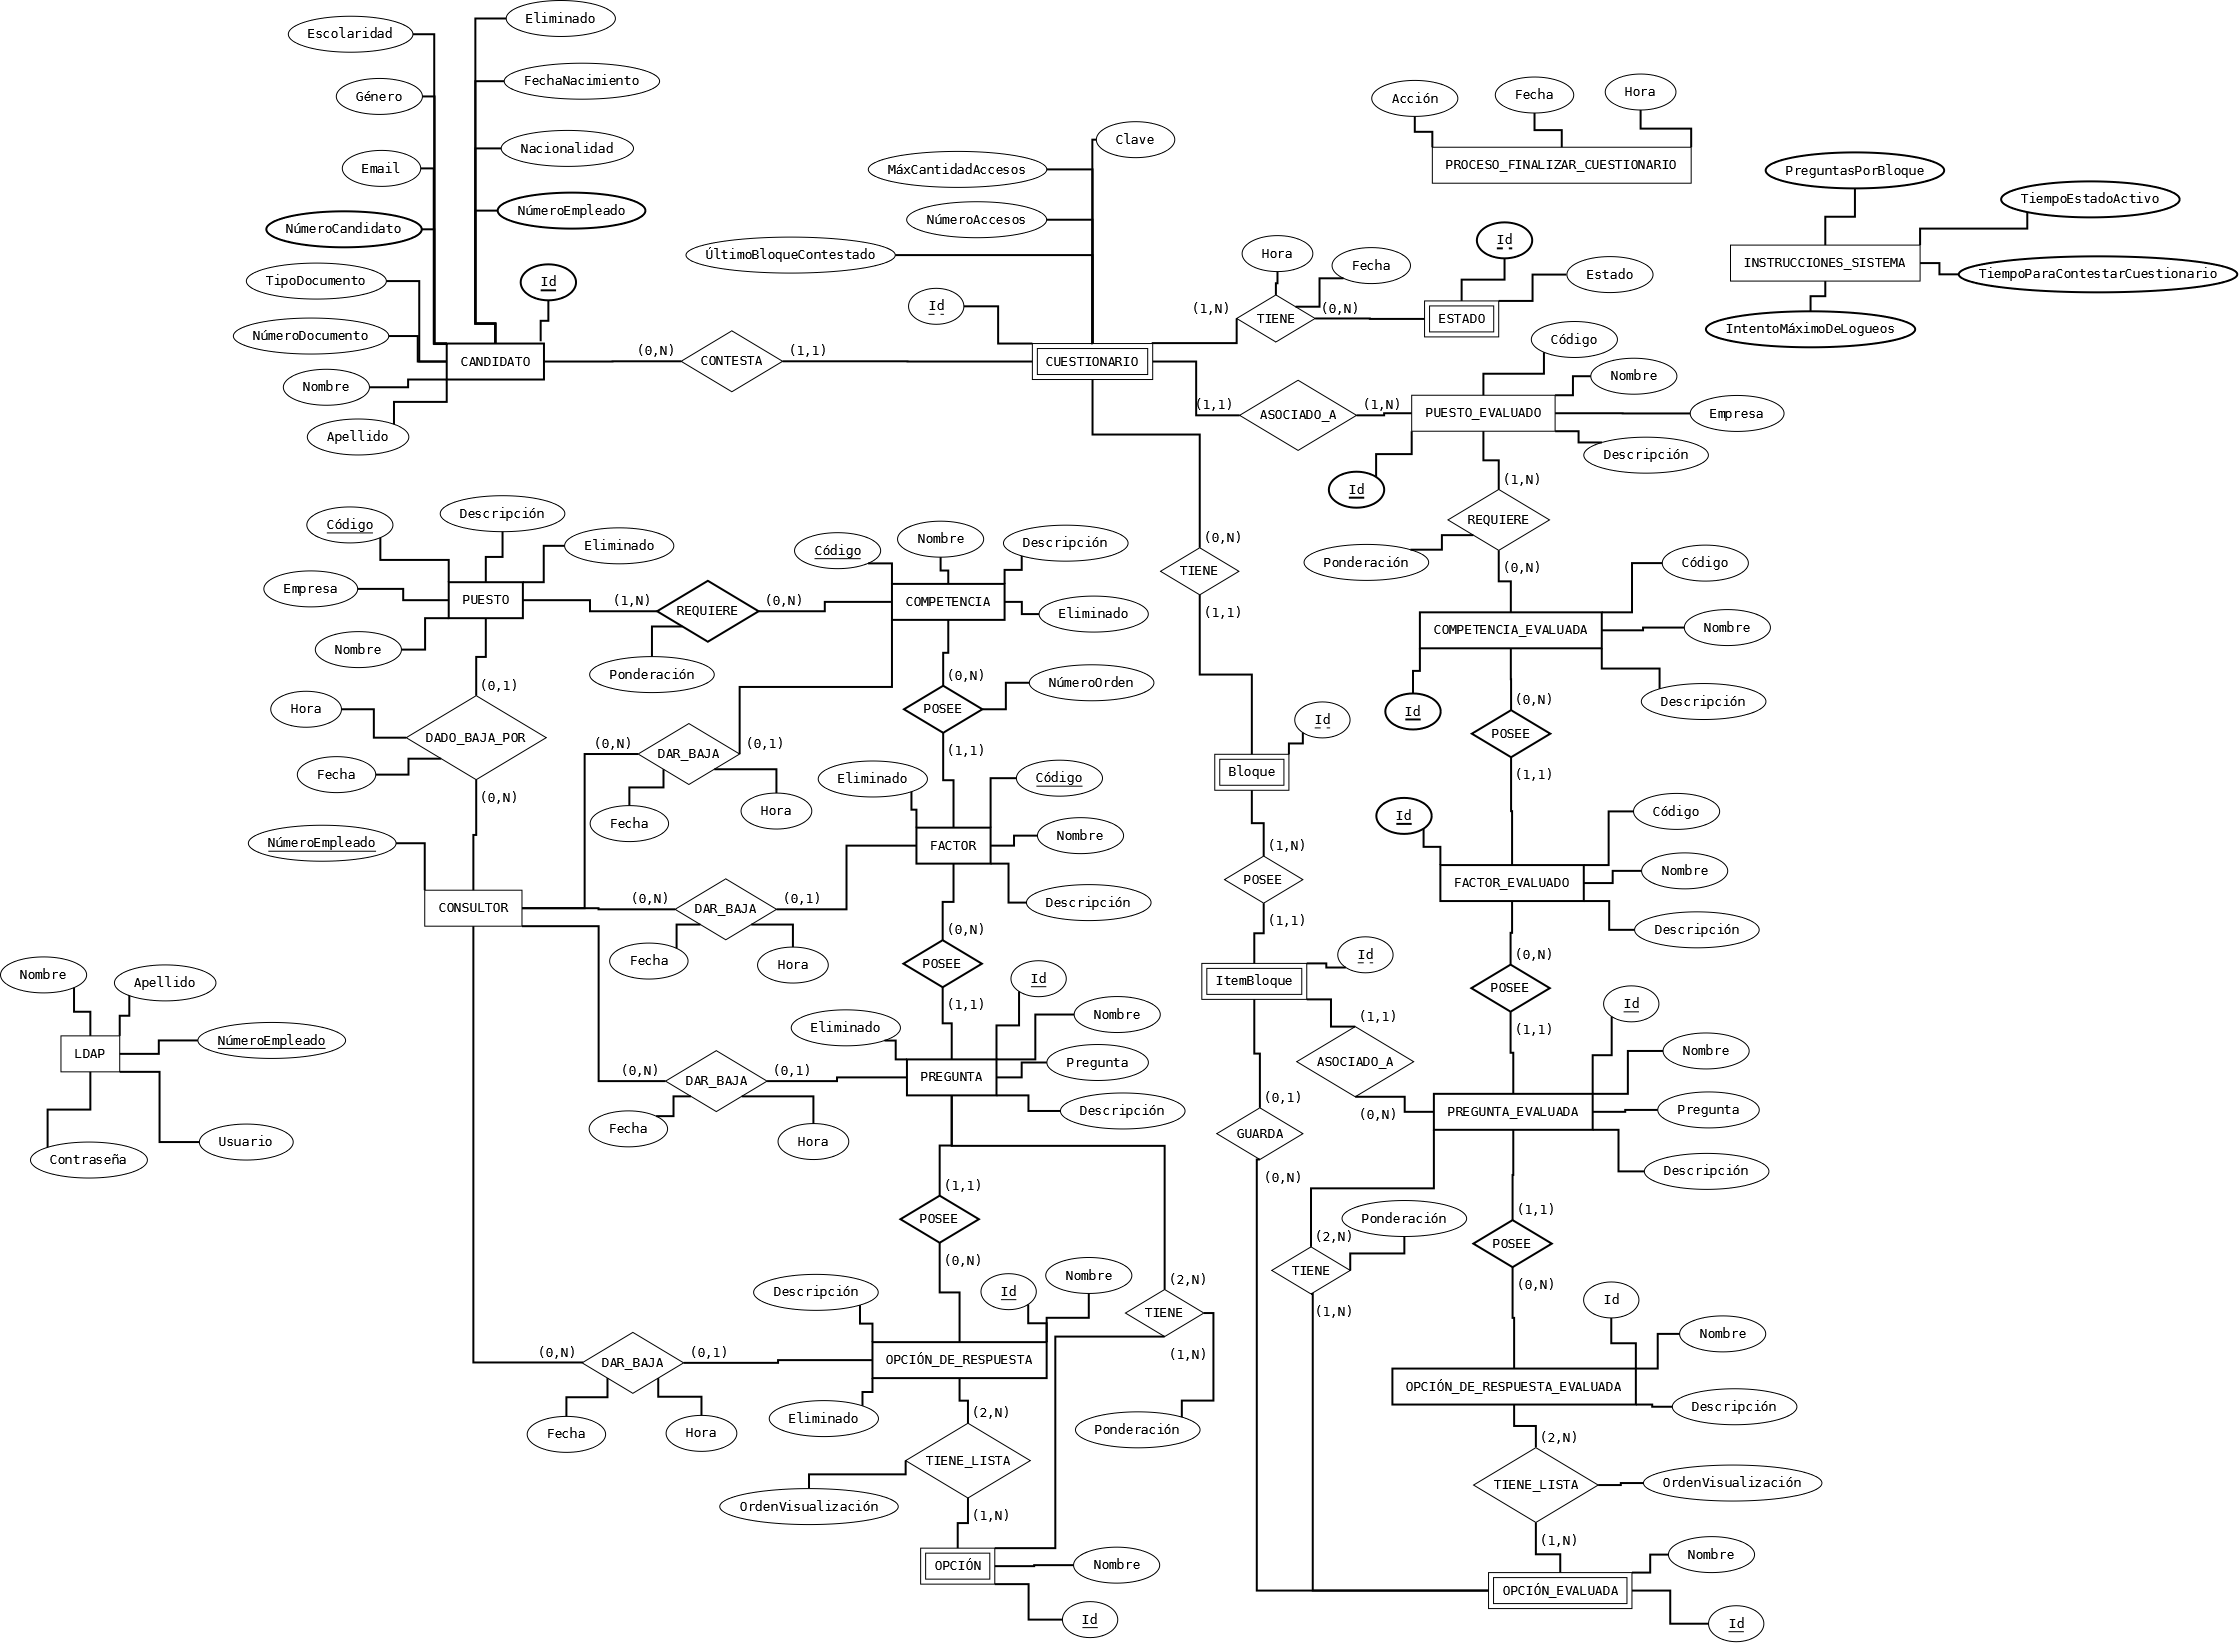 Eliminado
Escolaridad
FechaNacimiento
Género
Nacionalidad
Email
NúmeroEmpleado
NúmeroCandidato
TipoDocumento
Id
NúmeroDocumento
CANDIDATO
Nombre
Apellido
(0,N)
CONTESTA
(1,1)
Clave
MáxCantidadAccesos
NúmeroAccesos
ÚltimoBloqueContestado
Id
CUESTIONARIO
Acción
Fecha
Hora
PROCESO_FINALIZAR_CUESTIONARIO
PreguntasPorBloque
TiempoEstadoActivo
INSTRUCCIONES_SISTEMA
TiempoParaContestarCuestionario
IntentoMáximoDeLogueos
Hora
Fecha
(1,N)
TIENE
(0,N)
Id
Estado
ESTADO
(1,1)
ASOCIADO_A
(1,N)
Código
Nombre
PUESTO_EVALUADO
Empresa
Descripción
Id
(1,N)
REQUIERE
Ponderación
(0,N)
Código
COMPETENCIA_EVALUADA
Nombre
Descripción
Id
(0,N)
POSEE
(1,1)
Id
Código
FACTOR_EVALUADO
Nombre
Descripción
(0,N)
POSEE
(1,1)
Id
Nombre
PREGUNTA_EVALUADA
Pregunta
Descripción
(1,1)
POSEE
(0,N)
Id
Nombre
OPCIÓN_DE_RESPUESTA_EVALUADA
Descripción
(2,N)
TIENE_LISTA
OrdenVisualización
(1,N)
Nombre
OPCIÓN_EVALUADA
Id
(0,N)
TIENE
(1,1)
Id
Bloque
(1,N)
POSEE
(1,1)
Id
ItemBloque
(1,1)
ASOCIADO_A
(0,N)
(0,1)
GUARDA
(0,N)
Ponderación
(2,N)
TIENE
(1,N)
Código
Descripción
Eliminado
Empresa
PUESTO
Nombre
(1,N)
REQUIERE
(0,N)
Ponderación
Código
Nombre
Descripción
COMPETENCIA
Eliminado
(0,N)
NúmeroOrden
POSEE
(1,1)
(0,1)
Hora
DADO_BAJA_POR
Fecha
(0,N)
NúmeroEmpleado
CONSULTOR
(0,N)
DAR_BAJA
(0,1)
Fecha
Hora
Eliminado
Código
Nombre
FACTOR
Descripción
(0,N)
DAR_BAJA
(0,1)
Fecha
Hora
(0,N)
POSEE
(1,1)
Id
Eliminado
Nombre
Pregunta
PREGUNTA
Descripción
(0,N)
DAR_BAJA
(0,1)
Fecha
Hora
Nombre
Apellido
NúmeroEmpleado
LDAP
Usuario
Contraseña
(1,1)
POSEE
(0,N)
(2,N)
TIENE
(1,N)
Ponderación
Descripción
Id
Nombre
OPCIÓN_DE_RESPUESTA
Eliminado
(0,N)
DAR_BAJA
(0,1)
Fecha
Hora
(2,N)
TIENE_LISTA
OrdenVisualización
(1,N)
OPCIÓN
Nombre
Id